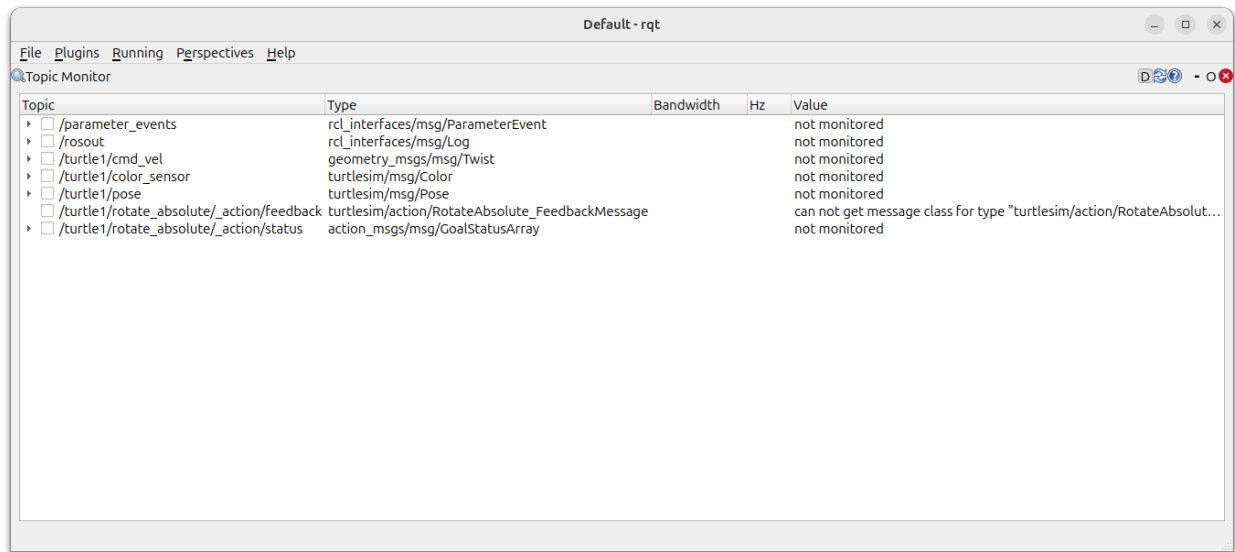 Default - rqt
File Plugins Running Perspectives Help
Topic Monitor D - O
Topic Type Bandwidth Hz Value
/parameter_events rcl_interfaces/msg/ParameterEvent not monitored
/rosout rcl_interfaces/msg/Log not monitored
/turtle1/cmd_vel geometry_msgs/msg/Twist not monitored
/turtle1/color_sensor turtlesim/msg/Color not monitored
/turtle1/pose turtlesim/msg/Pose not monitored
/turtle1/rotate_absolute/_action/feedback turtlesim/action/RotateAbsolute_FeedbackMessage can not get message class for type "turtlesim/action/RotateAbsolut...
/turtle1/rotate_absolute/_action/status action_msgs/msg/GoalStatusArray not monitored